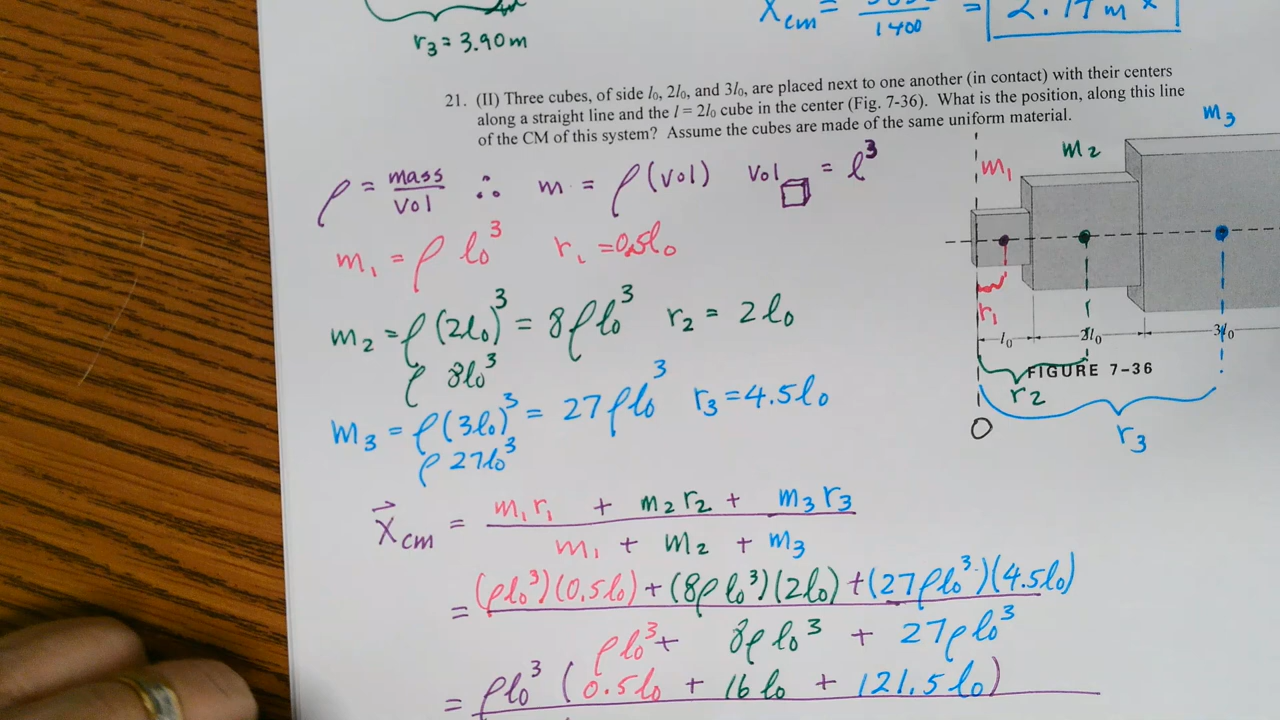 r3 = 3.90m
Xcm = 1400 = 2.19 m
21. (II) Three cubes, of side l0, 2l0, and 3l0, are placed next to one another (in contact) with their centers
along a straight line and the l = 2l0 cube in the center (Fig. 7-36). What is the position, along this line
of the CM of this system? Assume the cubes are made of the same uniform material.
ρ = mass / vol ∴ m = ρ(vol) vol = l³
m1 = ρ l0³ r1 = 0.5l0
m2 = ρ(2l0)³ = 8ρl0³ r2 = 2l0
ρ 8l0³
m3 = ρ(3l0)³ = 27ρl0³ r3 = 4.5l0
ρ 27l0³
m1
m2
m3
r1
l0
2l0
3l0
FIGURE 7-36
r2
r3
O
Xcm = m1r1 + m2r2 + m3r3
m1 + m2 + m3
= (ρl0³)(0.5l0) + (8ρl0³)(2l0) + (27ρl0³)(4.5l0)
ρl0³ + 8ρl0³ + 27ρl0³
= ρl0³ (0.5l0 + 16l0 + 121.5l0)